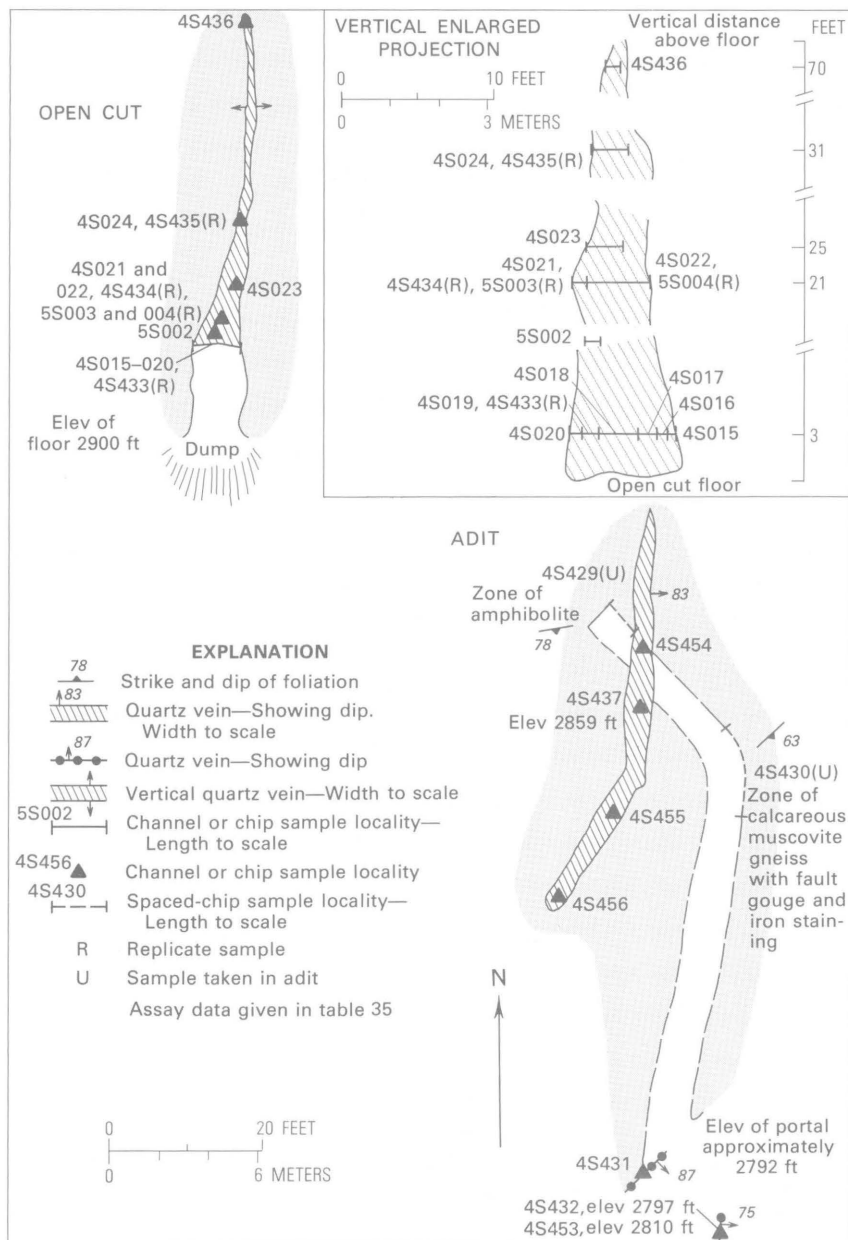 4S436
OPEN CUT
4S024, 4S435(R)
4S021 and
022, 4S434(R),
5S003 and 004(R)
4S023
5S002
4S015–020,
4S433(R)
Elev of
floor 2900 ft
Dump
VERTICAL ENLARGED
PROJECTION
0 10 FEET
0 3 METERS
Vertical distance
above floor
FEET
4S436
70
4S024, 4S435(R)
31
4S023
25
4S021,
4S434(R), 5S003(R)
4S022,
5S004(R)
21
5S002
4S018
4S017
4S019, 4S433(R)
4S016
4S020
4S015
3
Open cut floor
ADIT
4S429(U)
Zone of
amphibolite
83
78
4S454
4S437
Elev 2859 ft
63
4S430(U)
Zone of
calcareous
muscovite
gneiss
with fault
gouge and
iron stain-
ing
4S455
4S456
N
Elev of portal
approximately
2792 ft
4S431
87
4S432, elev 2797 ft
4S453, elev 2810 ft
75
EXPLANATION
78
Strike and dip of foliation
83
Quartz vein—Showing dip.
Width to scale
87
Quartz vein—Showing dip
Vertical quartz vein—Width to scale
5S002
Channel or chip sample locality—
Length to scale
4S456
Channel or chip sample locality
4S430
Spaced-chip sample locality—
Length to scale
R Replicate sample
U Sample taken in adit
Assay data given in table 35
0 20 FEET
0 6 METERS